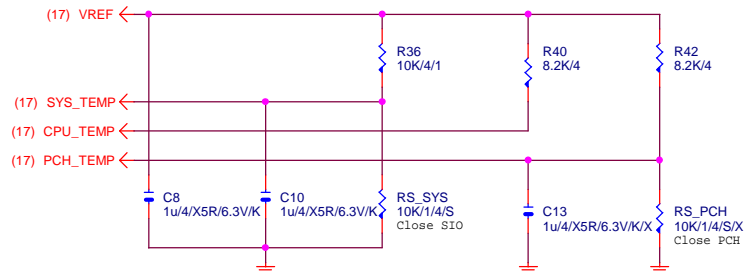 (17) VREF
R36
10K/4/1
R40
8.2K/4
R42
8.2K/4
(17) SYS_TEMP
(17) CPU_TEMP
(17) PCH_TEMP
C8
1u/4/X5R/6.3V/K
C10
1u/4/X5R/6.3V/K
RS_SYS
10K/1/4/S
Close SIO
C13
1u/4/X5R/6.3V/K/X
RS_PCH
10K/1/4/S/X
Close PCH